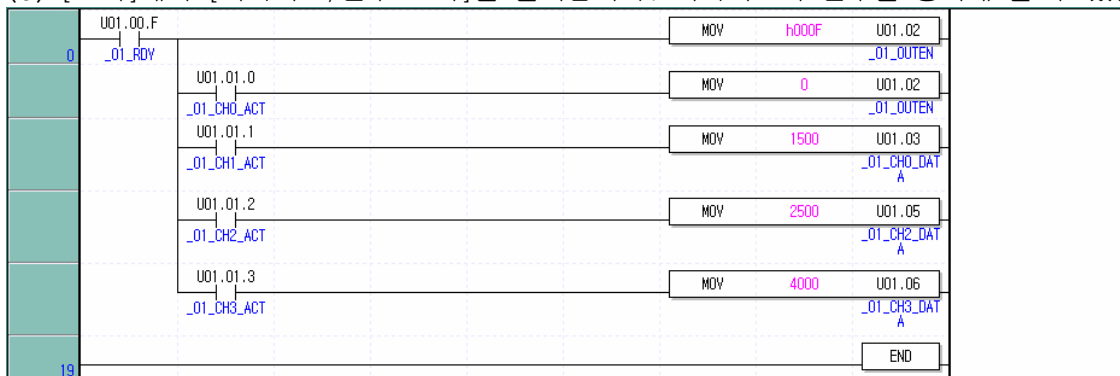 U01.00.F MOV h000F U01.02
0 _01_RDY _01_OUTEN
U01.01.0 MOV 0 U01.02
_01_CH0_ACT _01_OUTEN
U01.01.1 MOV 1500 U01.03
_01_CH1_ACT _01_CH0_DAT
A
U01.01.2 MOV 2500 U01.05
_01_CH2_ACT _01_CH2_DAT
A
U01.01.3 MOV 4000 U01.06
_01_CH3_ACT _01_CH3_DAT
A
END
19